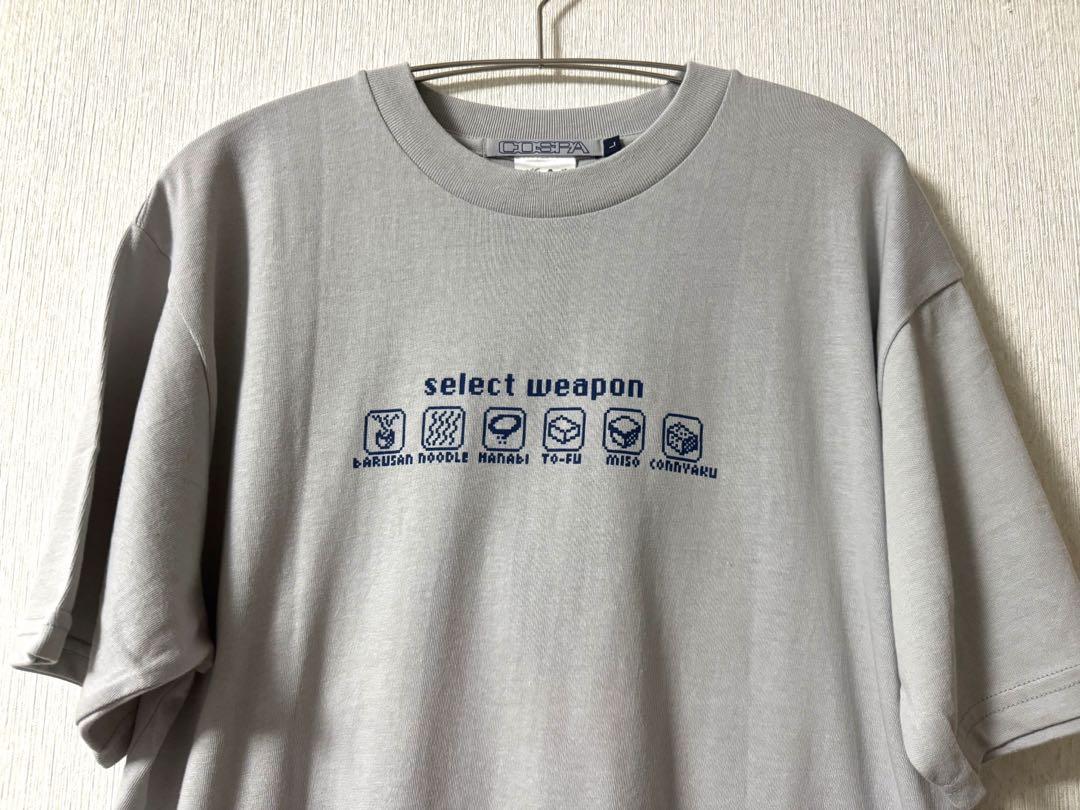 COSPA
L
select weapon
bARUSAN NOODLE HANAbI TO-FU MISO CONNYAKU